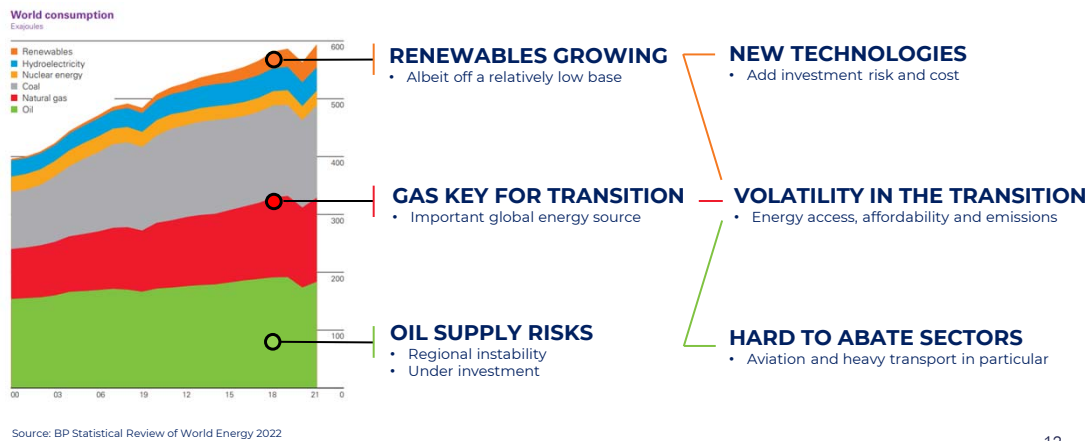 World consumption
Exajoules
Renewables
Hydroelectricity
Nuclear energy
Coal
Natural gas
Oil
600
500
400
300
200
100
0
00 03 06 19 12 15 18 21
RENEWABLES GROWING
• Albeit off a relatively low base
GAS KEY FOR TRANSITION
• Important global energy source
OIL SUPPLY RISKS
• Regional instability
• Under investment
NEW TECHNOLOGIES
• Add investment risk and cost
VOLATILITY IN THE TRANSITION
• Energy access, affordability and emissions
HARD TO ABATE SECTORS
• Aviation and heavy transport in particular
Source: BP Statistical Review of World Energy 2022